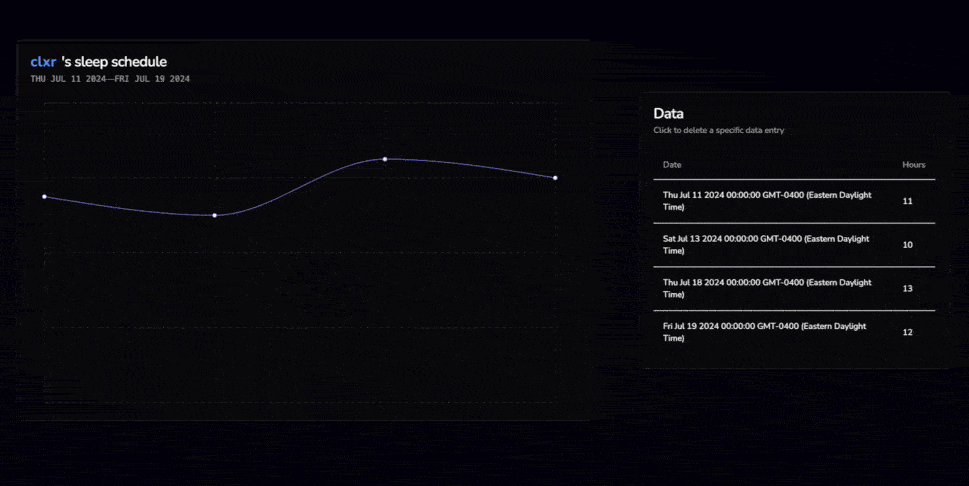 clxr 's sleep schedule
THU JUL 11 2024—FRI JUL 19 2024
Data
Click to delete a specific data entry
Date Hours
Thu Jul 11 2024 00:00:00 GMT-0400 (Eastern Daylight
Time) 11
Sat Jul 13 2024 00:00:00 GMT-0400 (Eastern Daylight
Time) 10
Thu Jul 18 2024 00:00:00 GMT-0400 (Eastern Daylight
Time) 13
Fri Jul 19 2024 00:00:00 GMT-0400 (Eastern Daylight
Time) 12